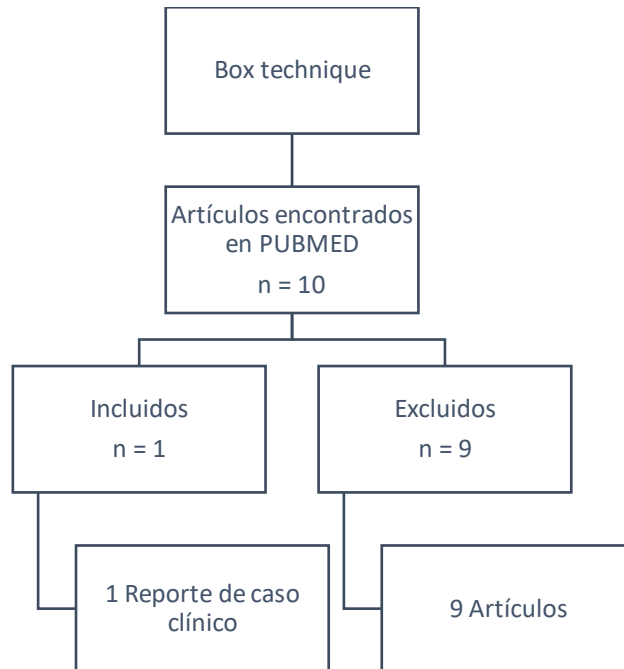 Box technique
Artículos encontrados
en PUBMED
n = 10
Incluidos
n = 1
Excluidos
n = 9
1 Reporte de caso
clínico
9 Artículos